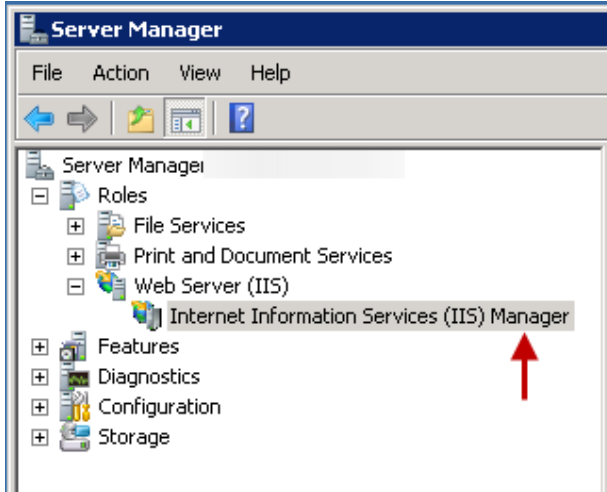 Server Manager
File Action View Help
Server Manager
Roles
File Services
Print and Document Services
Web Server (IIS)
Internet Information Services (IIS) Manager
Features
Diagnostics
Configuration
Storage